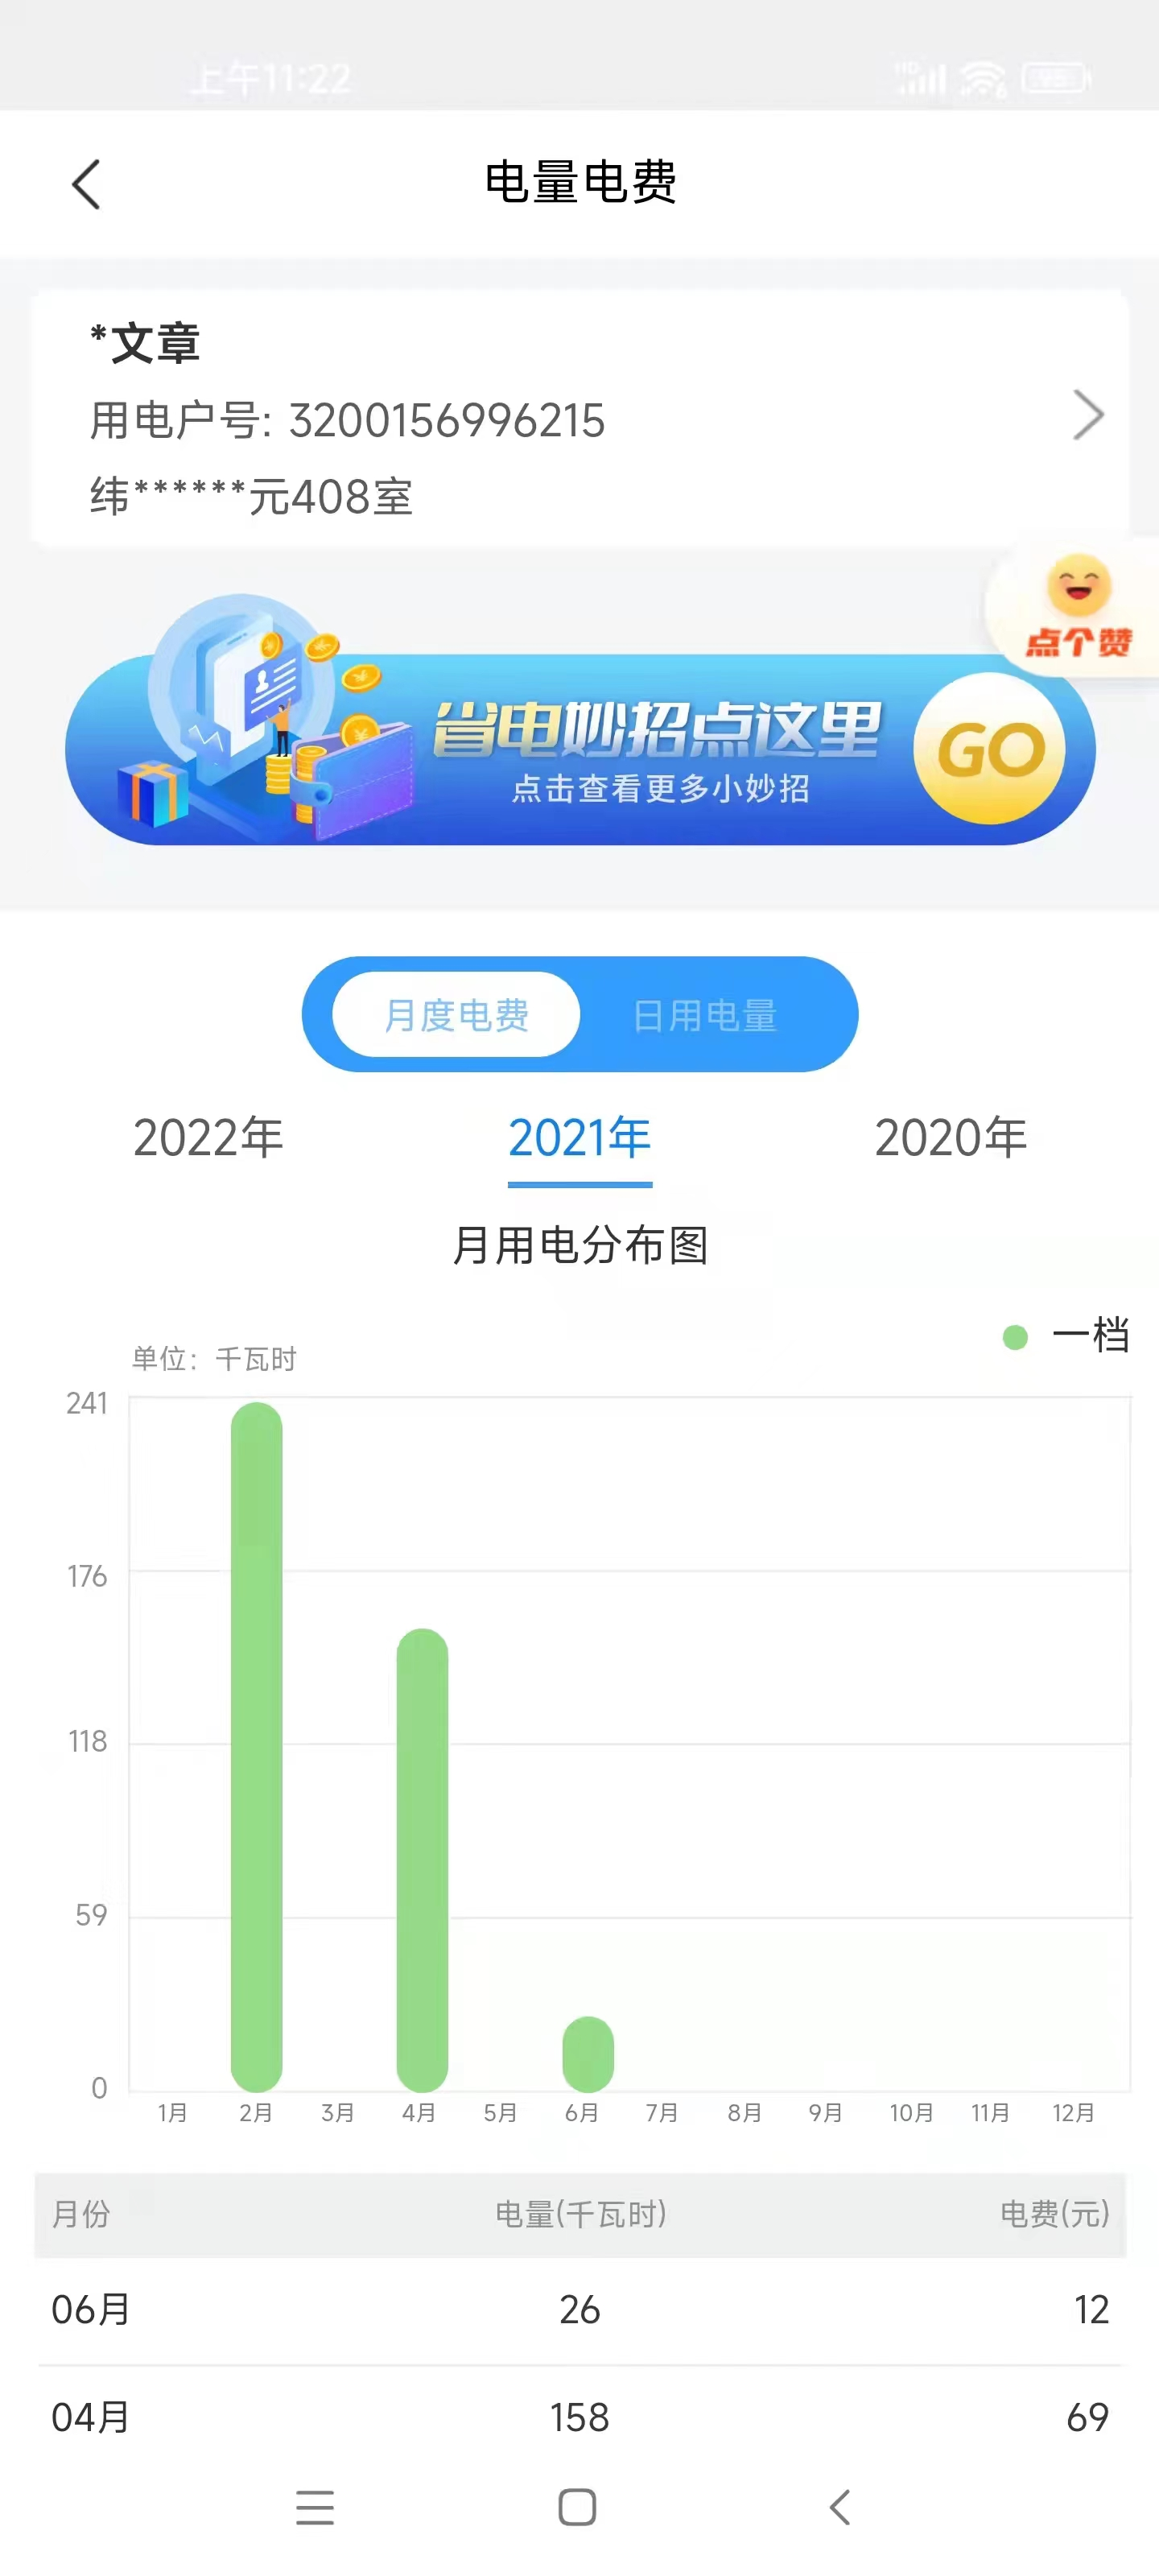 上午11:22
电量电费
*文章
用电户号: 3200156996215
纬******元408室
点个赞
省电妙招点这里
点击查看更多小妙招
GO
月度电费 日用电量
2022年 2021年 2020年
月用电分布图
一档
单位：千瓦时
241
176
118
59
0
1月 2月 3月 4月 5月 6月 7月 8月 9月 10月 11月 12月
月份 电量(千瓦时) 电费(元)
06月 26 12
04月 158 69